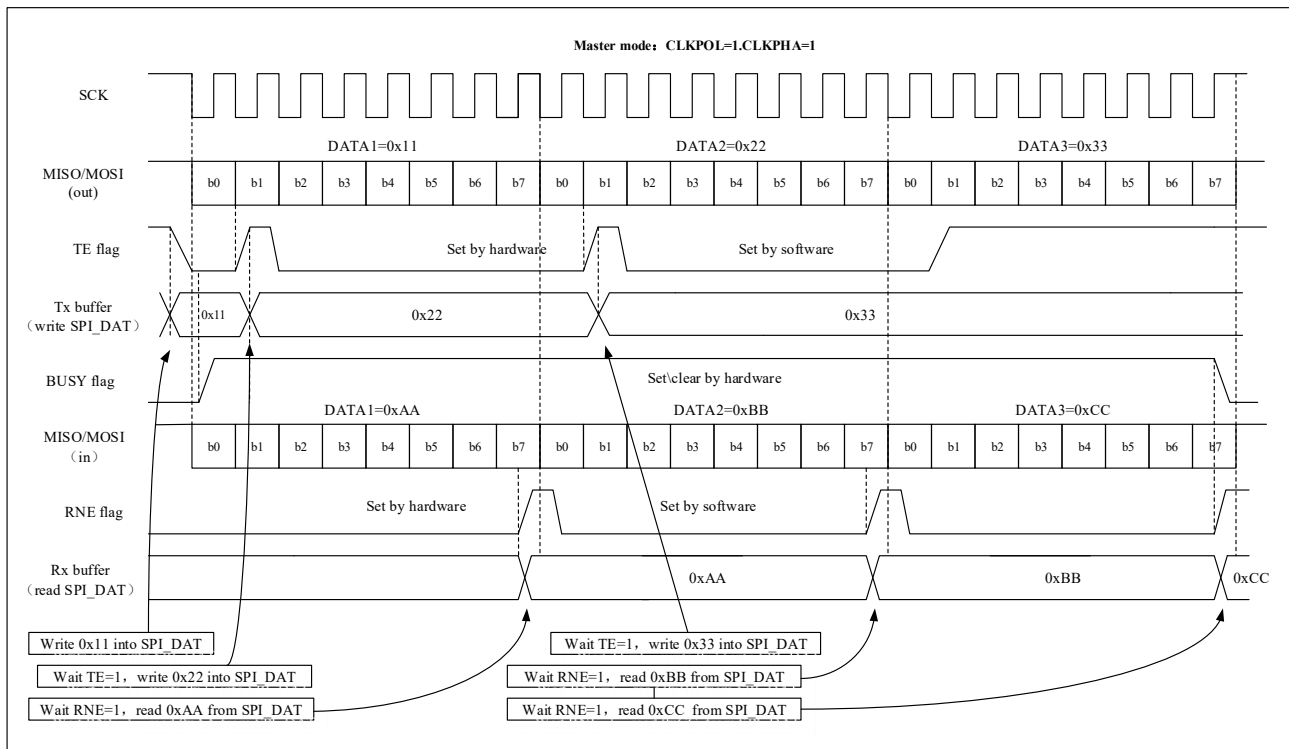 Master mode：CLKPOL=1.CLKPHA=1
SCK
DATA1=0x11 DATA2=0x22 DATA3=0x33
MISO/MOSI
(out)
b0 b1 b2 b3 b4 b5 b6 b7 b0 b1 b2 b3 b4 b5 b6 b7 b0 b1 b2 b3 b4 b5 b6 b7
TE flag
Set by hardware Set by software
Tx buffer
（write SPI_DAT）
0x11 0x22 0x33
BUSY flag
Set\clear by hardware
DATA1=0xAA DATA2=0xBB DATA3=0xCC
MISO/MOSI
（in）
b0 b1 b2 b3 b4 b5 b6 b7 b0 b1 b2 b3 b4 b5 b6 b7 b0 b1 b2 b3 b4 b5 b6 b7
RNE flag
Set by hardware Set by software
Rx buffer
（read SPI_DAT）
0xAA 0xBB 0xCC
Write 0x11 into SPI_DAT
Wait TE=1，write 0x22 into SPI_DAT
Wait RNE=1，read 0xAA from SPI_DAT
Wait TE=1，write 0x33 into SPI_DAT
Wait RNE=1，read 0xBB from SPI_DAT
Wait RNE=1，read 0xCC from SPI_DAT